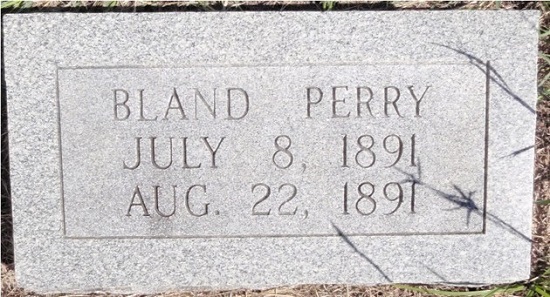 BLAND PERRY
JULY 8, 1891
AUG. 22, 1891